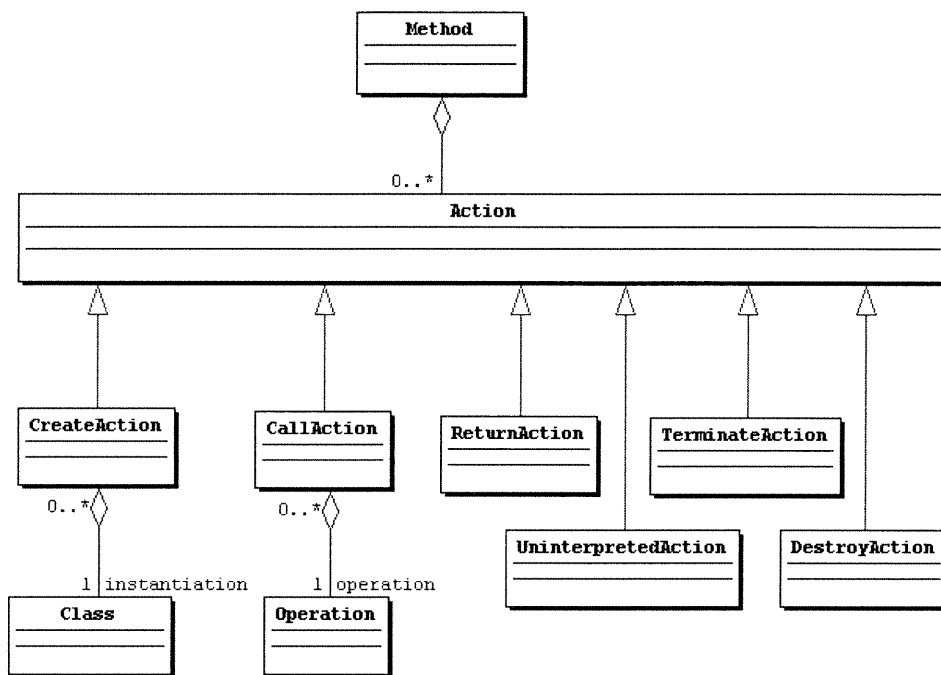 Method
0..*
Action
CreateAction
CallAction
ReturnAction
TerminateAction
0..*
0..*
UninterpretedAction
DestroyAction
1 instantiation
1 operation
Class
Operation